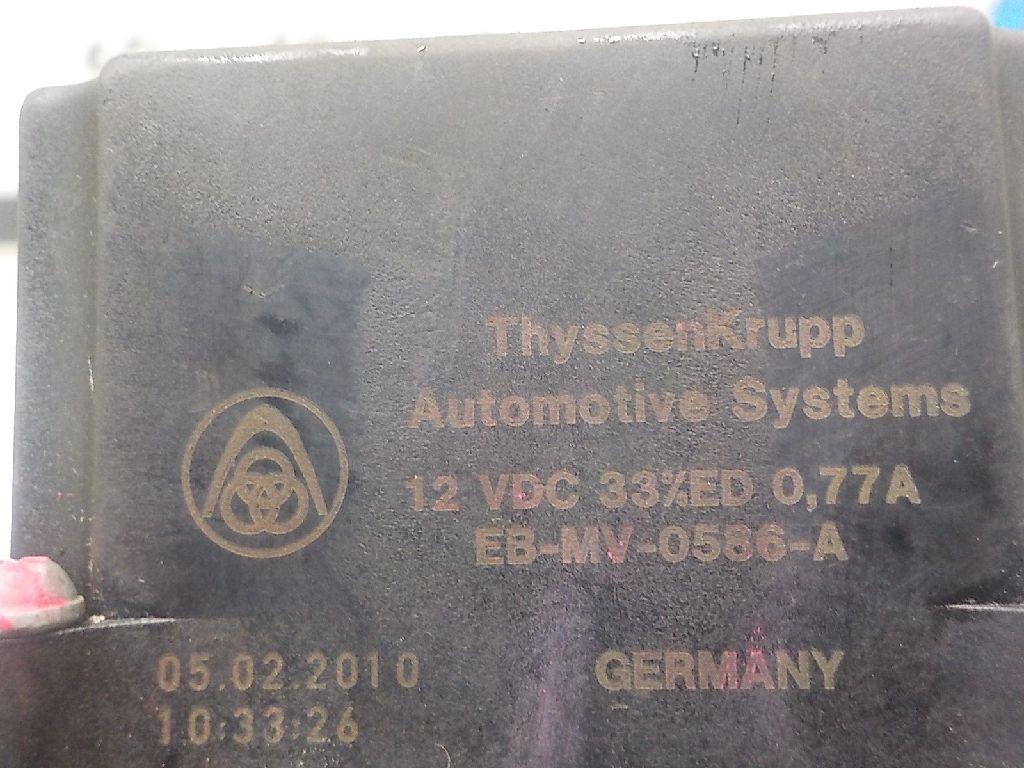 ThyssenKrupp
Automotive Systems
12 VDC 33%ED 0,77A
EB-MV-0586-A
05.02.2010 GERMANY
10:33:26